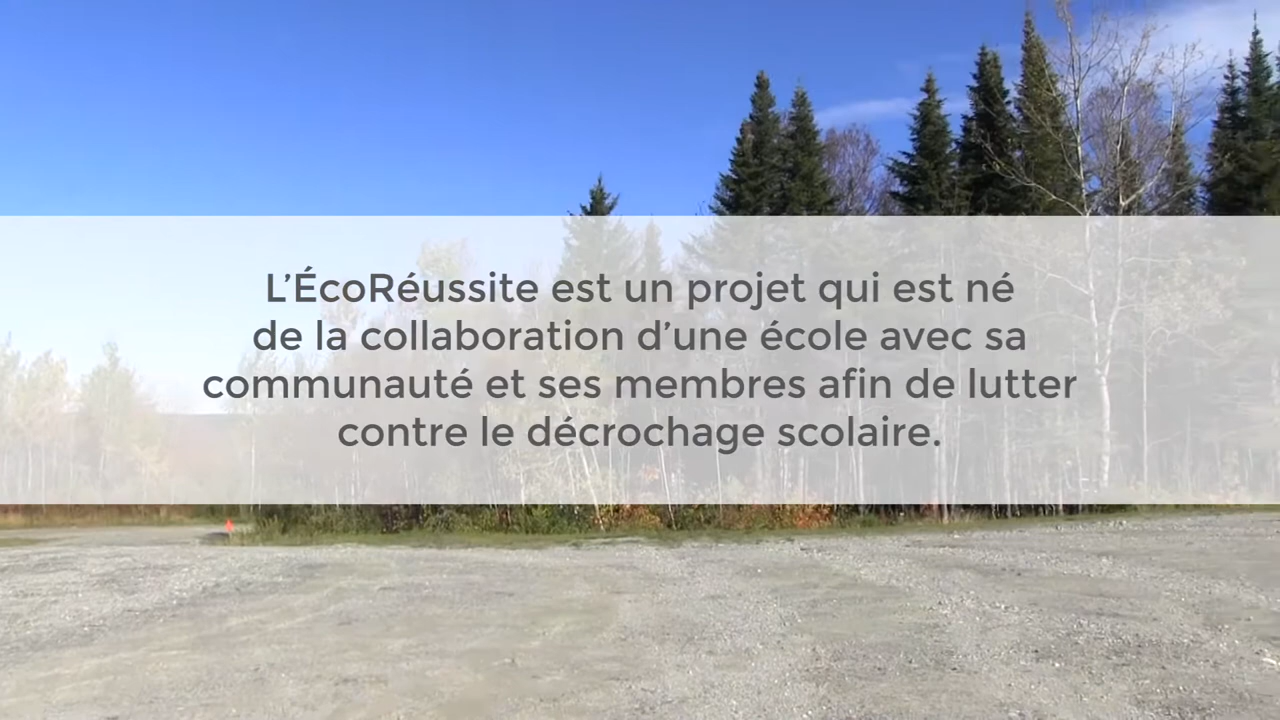 L’ÉcoRéussite est un projet qui est né
de la collaboration d’une école avec sa
communauté et ses membres afin de lutter
contre le décrochage scolaire.